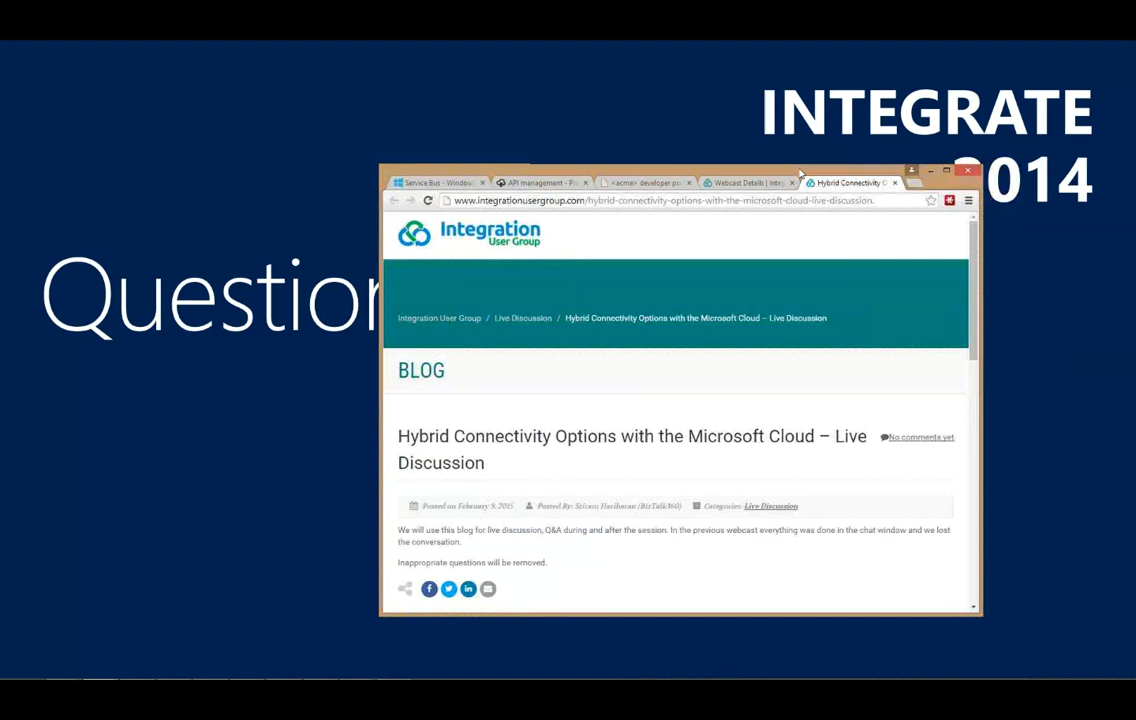 INTEGRATE
2014
Question
Service Bus - Window
API management - Pr
<acme> developer po
Webcast Details | Integ
Hybrid Connectivity O
www.integrationusergroup.com/hybrid-connectivity-options-with-the-microsoft-cloud-live-discussion.
Integration
User Group
Integration User Group / Live Discussion / Hybrid Connectivity Options with the Microsoft Cloud – Live Discussion
BLOG
Hybrid Connectivity Options with the Microsoft Cloud – Live
Discussion
No comments yet
Posted on February 9, 2015 Posted By: Sriram Hariharan (BizTalk360) Categories: Live Discussion
We will use this blog for live discussion, Q&A during and after the session. In the previous webcast everything was done in the chat window and we lost
the conversation.
Inappropriate questions will be removed.